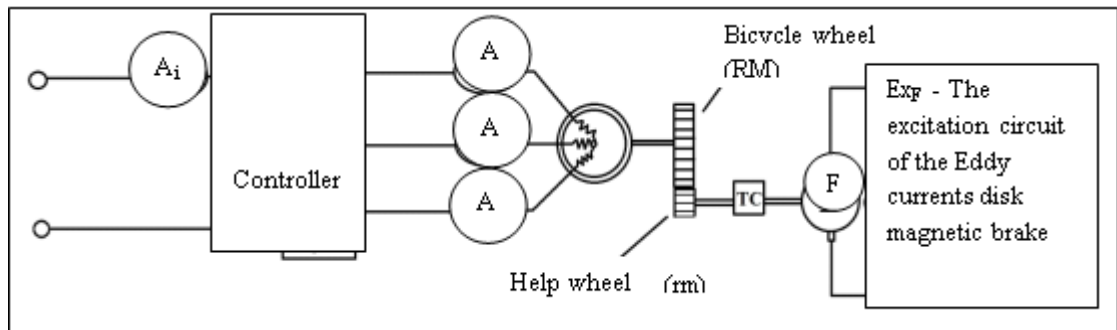 Ai
Controller
A
A
A
Bicycle wheel
(RM)
Help wheel (rm)
TC
F
ExF - The
excitation circuit
of the Eddy
currents disk
magnetic brake